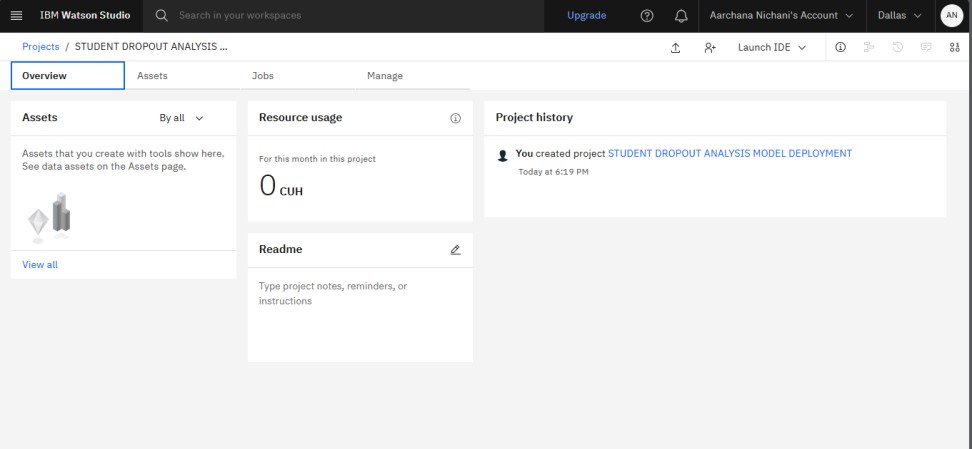 IBM Watson Studio
Search in your workspaces
Upgrade
Aarchana Nichani's Account
Dallas
AN
Projects / STUDENT DROPOUT ANALYSIS ...
Launch IDE
Overview
Assets
Jobs
Manage
Assets
By all
Assets that you create with tools show here.
See data assets on the Assets page.
View all
Resource usage
For this month in this project
0 CUH
Readme
Type project notes, reminders, or
instructions
Project history
You created project STUDENT DROPOUT ANALYSIS MODEL DEPLOYMENT
Today at 6:19 PM